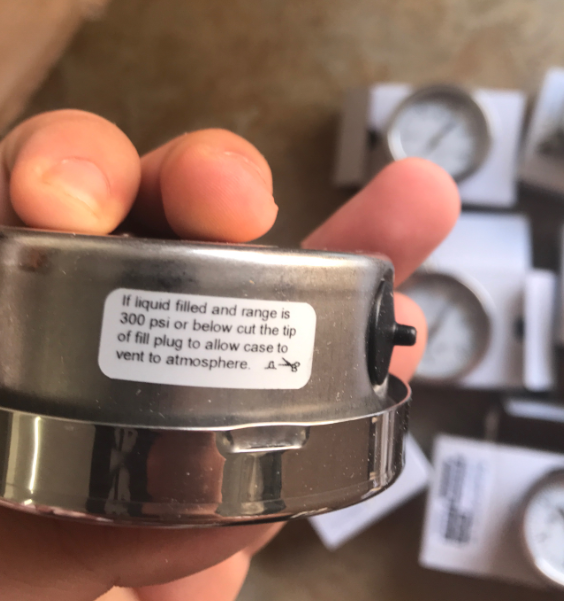 If liquid filled and range is
300 psi or below cut the tip
of fill plug to allow case to
vent to atmosphere.